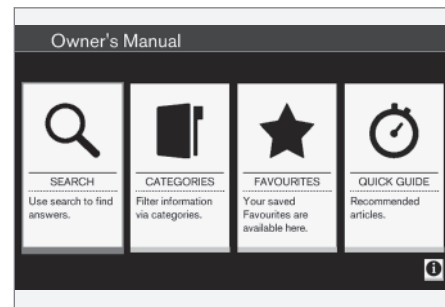 Owner's Manual
SEARCH
Use search to find
answers.
CATEGORIES
Filter information
via categories.
FAVOURITES
Your saved
Favourites are
available here.
QUICK GUIDE
Recommended
articles.